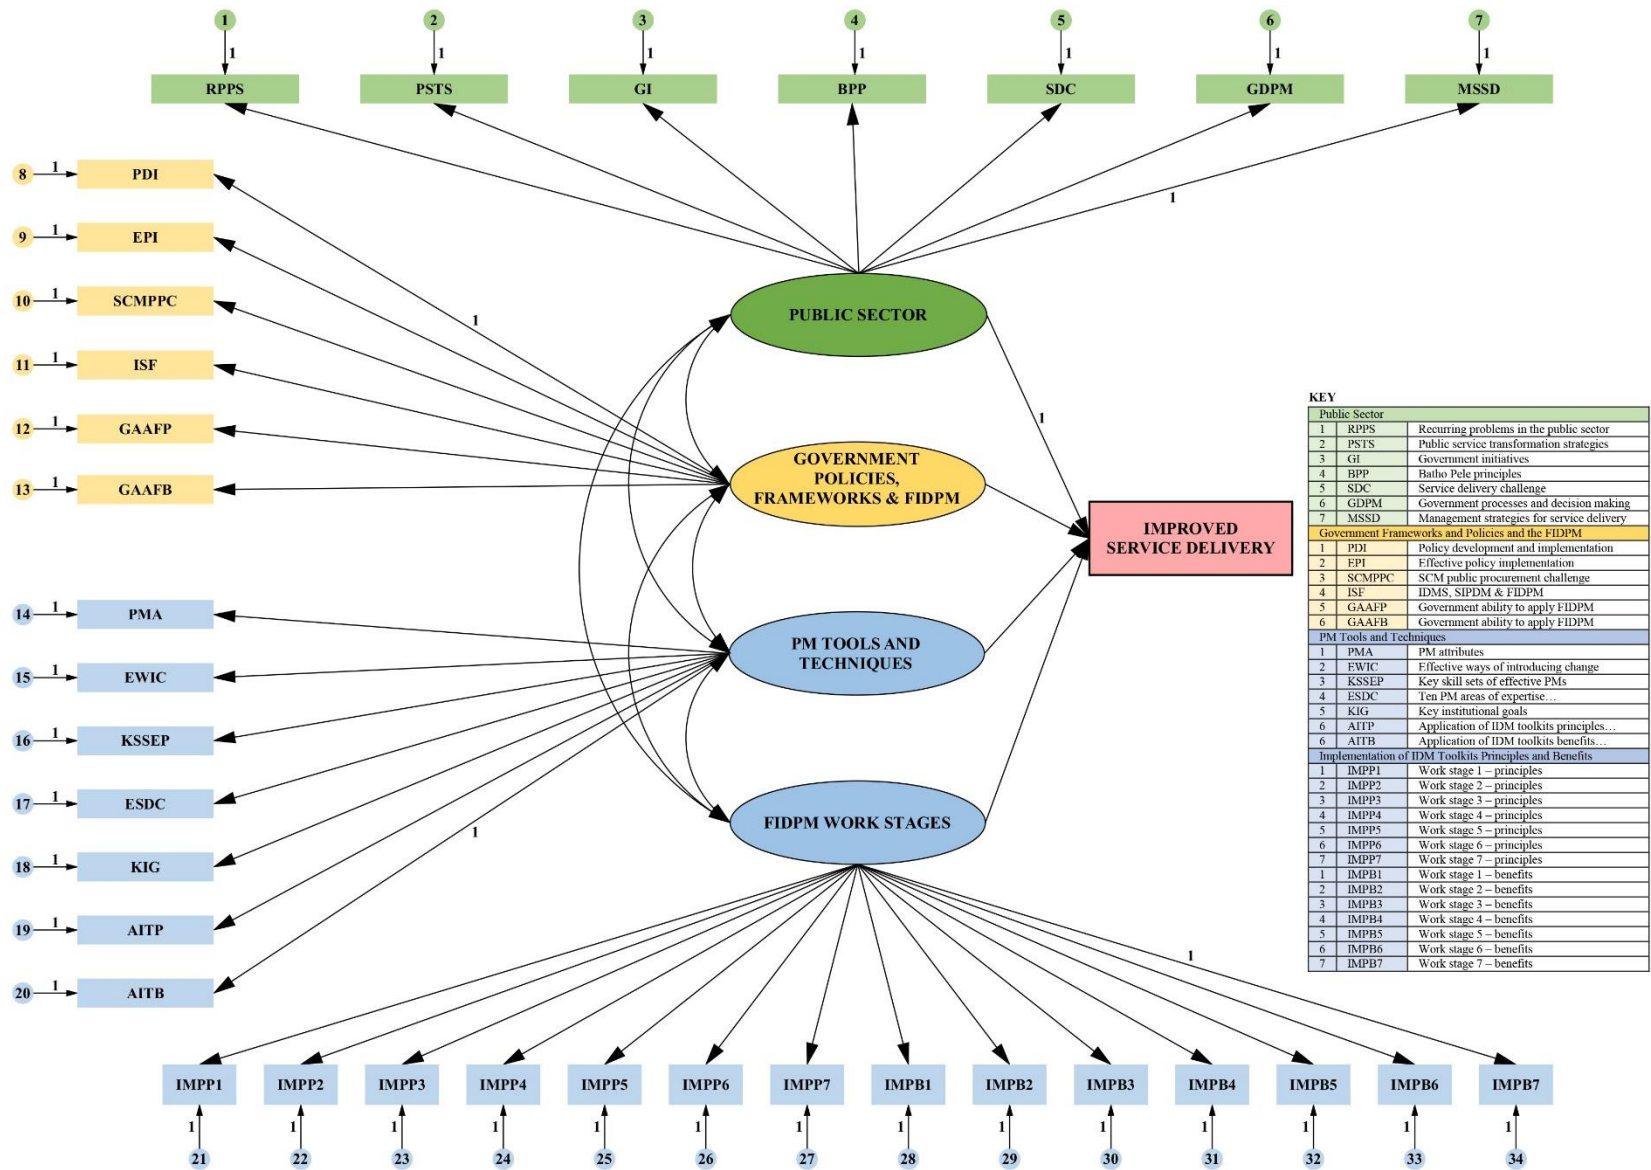 1 2 3 4 5 6 7
1 1 1 1 1 1 1
RPPS PSTS GI BPP SDC GDPM MSSD
8 1 PDI
9 1 EPI
10 1 SCMPPC
11 1 ISF
12 1 GAAFP
13 1 GAAFB
14 1 PMA
15 1 EWIC
16 1 KSSEP
17 1 ESDC
18 1 KIG
19 1 AITP
20 1 AITB
1
1
1
1
1
PUBLIC SECTOR
GOVERNMENT
POLICIES,
FRAMEWORKS & FIDPM
PM TOOLS AND
TECHNIQUES
FIDPM WORK STAGES
IMPROVED
SERVICE DELIVERY
KEY
Public Sector
1 RPPS Recurring problems in the public sector
2 PSTS Public service transformation strategies
3 GI Government initiatives
4 BPP Batho Pele principles
5 SDC Service delivery challenge
6 GDPM Government processes and decision making
7 MSSD Management strategies for service delivery
Government Frameworks and Policies and the FIDPM
1 PDI Policy development and implementation
2 EPI Effective policy implementation
3 SCMPPC SCM public procurement challenge
4 ISF IDMS, SIPDM & FIDPM
5 GAAFP Government ability to apply FIDPM
6 GAAFB Government ability to apply FIDPM
PM Tools and Techniques
1 PMA PM attributes
2 EWIC Effective ways of introducing change
3 KSSEP Key skill sets of effective PMs
4 ESDC Ten PM areas of expertise…
5 KIG Key institutional goals
6 AITP Application of IDM toolkits principles…
6 AITB Application of IDM toolkits benefits…
Implementation of IDM Toolkits Principles and Benefits
1 IMPP1 Work stage 1 – principles
2 IMPP2 Work stage 2 – principles
3 IMPP3 Work stage 3 – principles
4 IMPP4 Work stage 4 – principles
5 IMPP5 Work stage 5 – principles
6 IMPP6 Work stage 6 – principles
7 IMPP7 Work stage 7 – principles
1 IMPB1 Work stage 1 – benefits
2 IMPB2 Work stage 2 – benefits
3 IMPB3 Work stage 3 – benefits
4 IMPB4 Work stage 4 – benefits
5 IMPB5 Work stage 5 – benefits
6 IMPB6 Work stage 6 – benefits
7 IMPB7 Work stage 7 – benefits
IMPP1 IMPP2 IMPP3 IMPP4 IMPP5 IMPP6 IMPP7 IMPB1 IMPB2 IMPB3 IMPB4 IMPB5 IMPB6 IMPB7
1 1 1 1 1 1 1 1 1 1 1 1 1 1
21 22 23 24 25 26 27 28 29 30 31 32 33 34